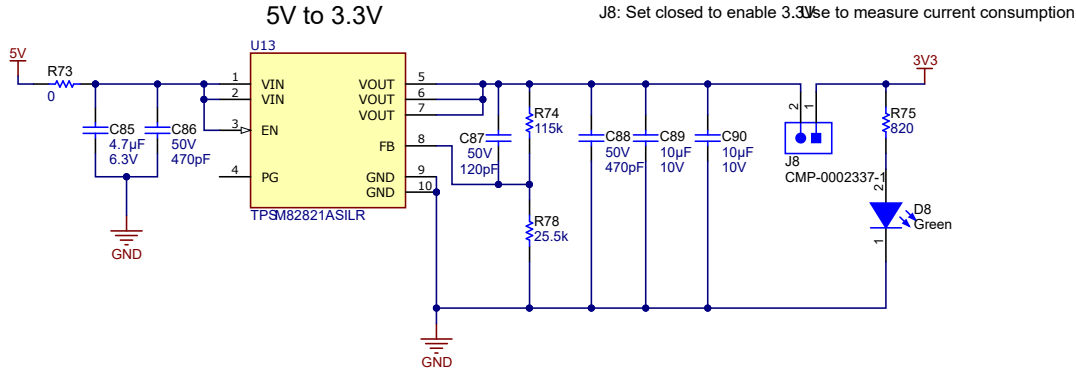 5V to 3.3V
J8: Set closed to enable 3.3V. Use to measure current consumption
U13
5V
R73
0
1
VIN
2
VIN
3
EN
4
PG
VOUT
5
VOUT
6
VOUT
7
FB
8
GND
9
GND
10
TPSM82821ASILR
C85
4.7µF
6.3V
C86
50V
470pF
GND
C87
50V
120pF
R74
115k
R78
25.5k
C88
50V
470pF
C89
10µF
10V
C90
10µF
10V
2
1
J8
CMP-0002337-1
3V3
R75
820
2
D8
Green
1
GND